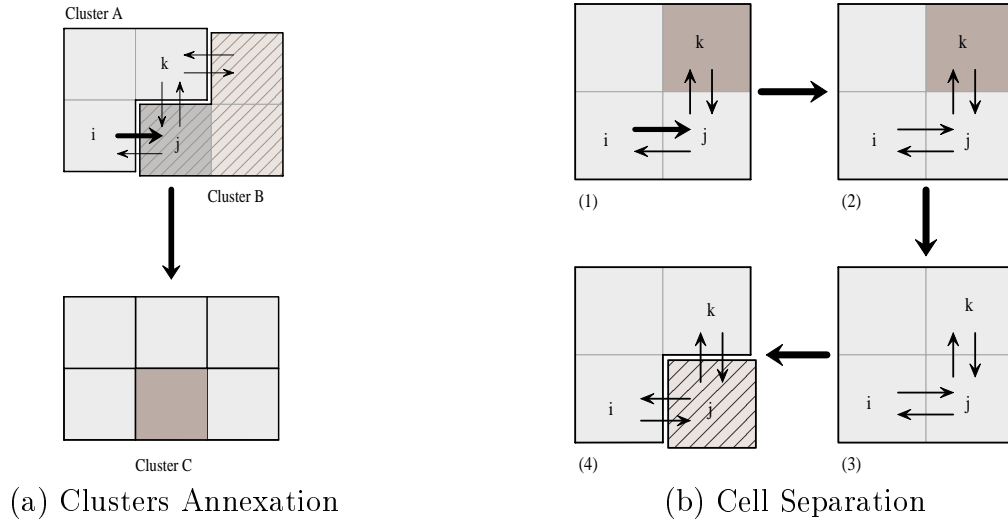 Cluster A
k
i
j
Cluster B
Cluster C
(a) Clusters Annexation
k
i
j
(1)
k
i
j
(2)
k
i
j
(4)
k
i
j
(3)
(b) Cell Separation